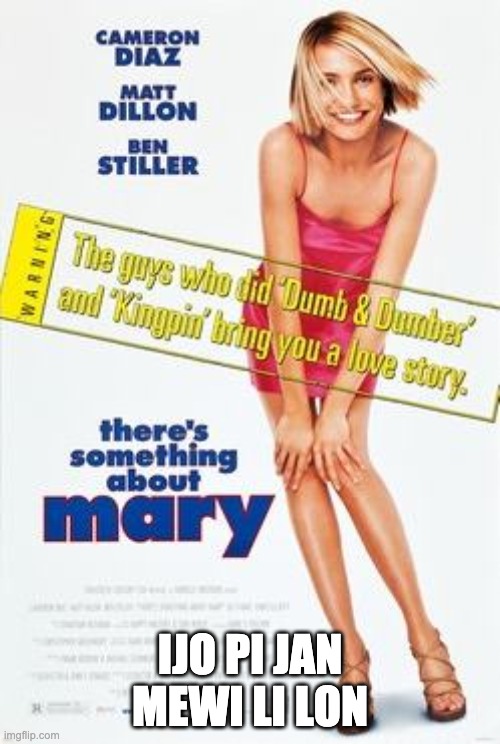 CAMERON
DIAZ
MATT
DILLON
BEN
STILLER
WARNING
The guys who did 'Dumb & Dumber'
and 'Kingpin' bring you a love story.
there's
something
about
mary
R
IJO PI JAN
MEWI LI LON
imgflip.com